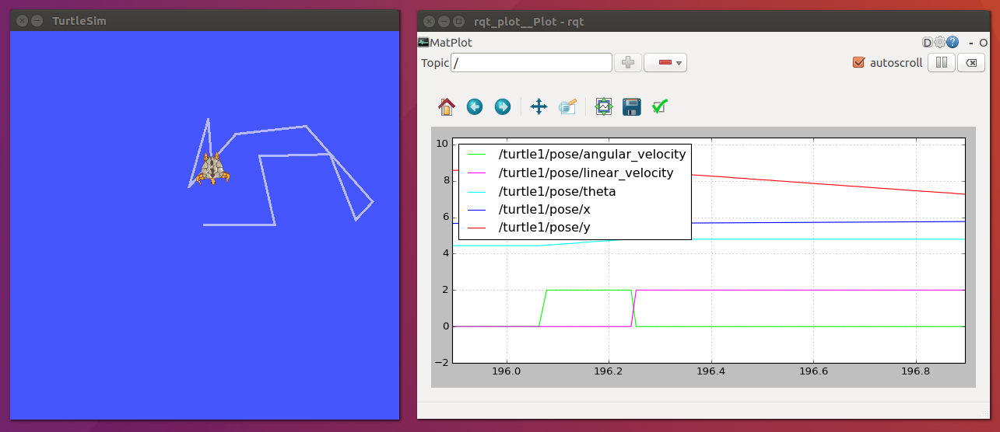 TurtleSim
rqt_plot__Plot - rqt
MatPlot
D
?
- O
Topic /
autoscroll
/turtle1/pose/angular_velocity
/turtle1/pose/linear_velocity
/turtle1/pose/theta
/turtle1/pose/x
/turtle1/pose/y
10
8
6
4
2
0
−2
196.0 196.2 196.4 196.6 196.8